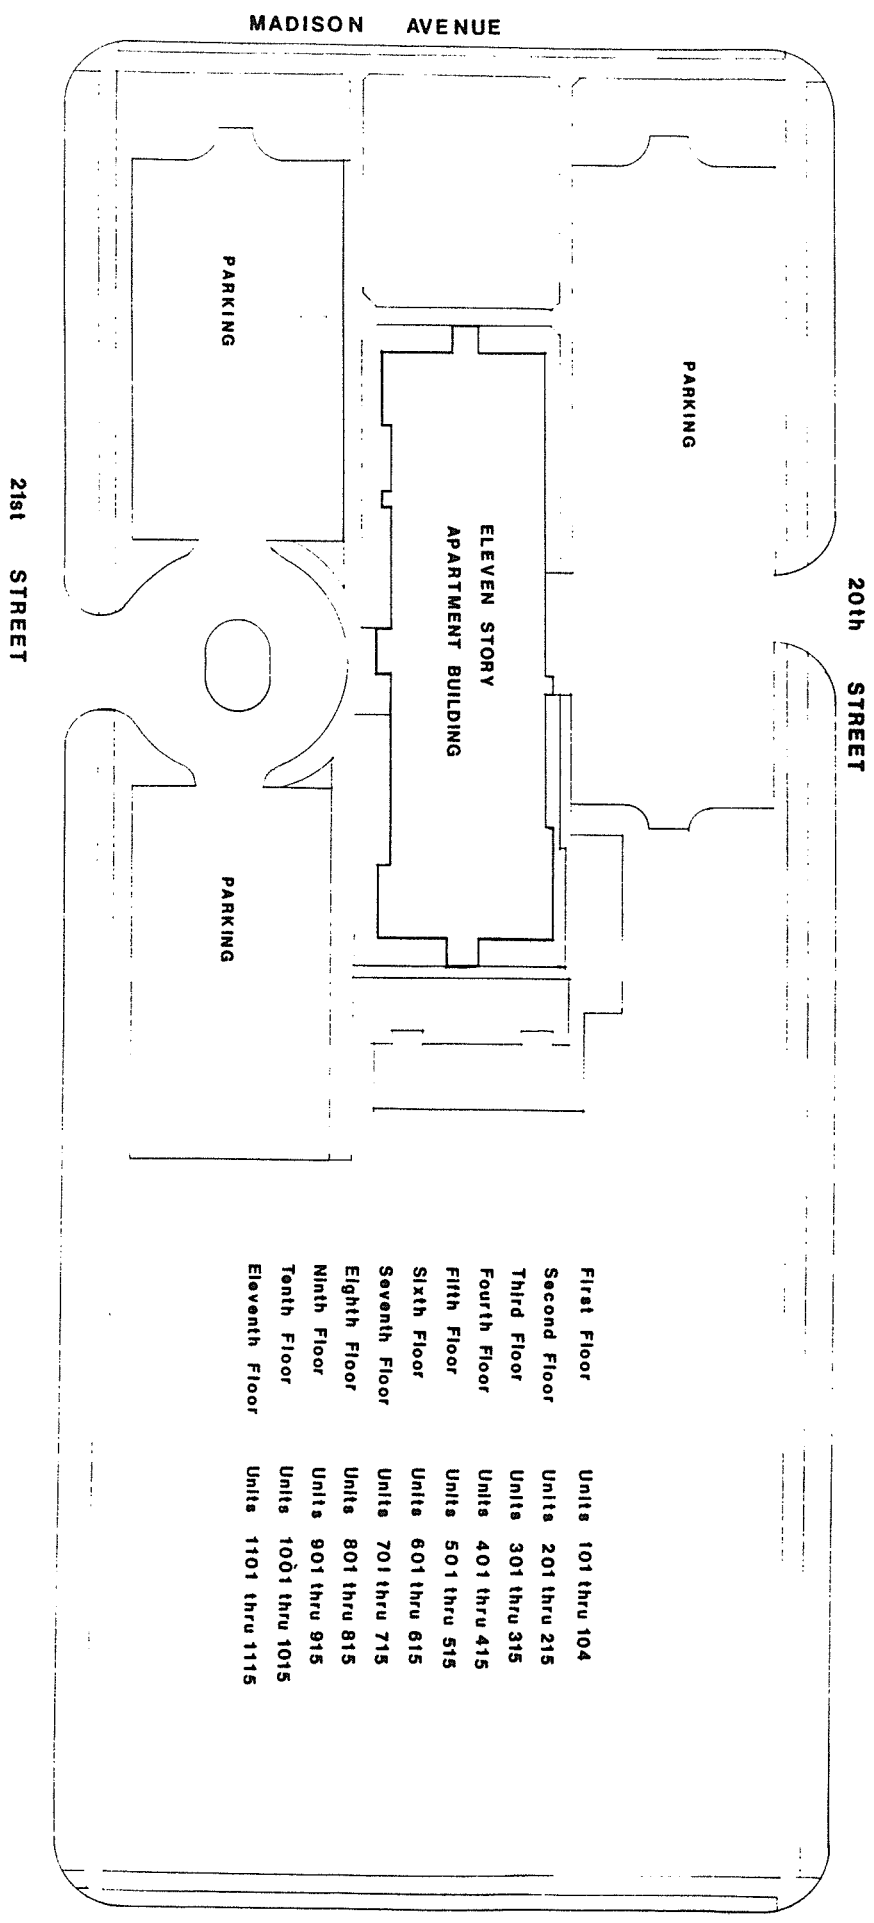 MADISON AVENUE
PARKING
PARKING
20th STREET
21st STREET
ELEVEN STORY
APARTMENT BUILDING
PARKING
First Floor Units 101 thru 104
Second Floor Units 201 thru 215
Third Floor Units 301 thru 315
Fourth Floor Units 401 thru 415
Fifth Floor Units 501 thru 515
Sixth Floor Units 601 thru 615
Seventh Floor Units 701 thru 715
Eighth Floor Units 801 thru 815
Ninth Floor Units 901 thru 915
Tenth Floor Units 1001 thru 1015
Eleventh Floor Units 1101 thru 1115